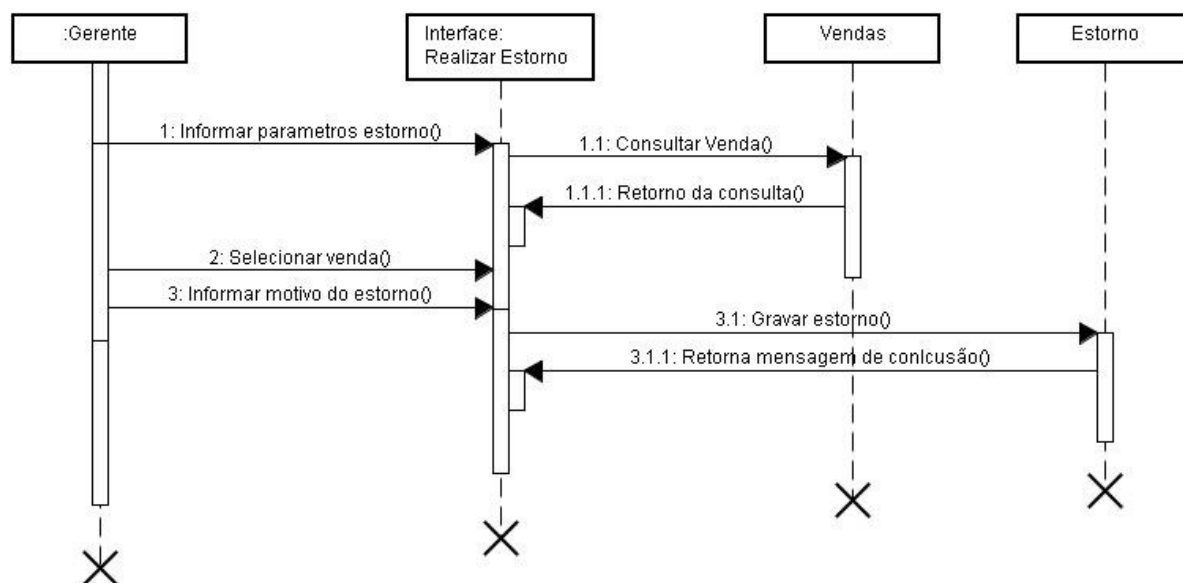 :Gerente
Interface:
Realizar Estorno
Vendas
Estorno
1: Informar parametros estorno()
1.1: Consultar Venda()
1.1.1: Retorno da consulta()
2: Selecionar venda()
3: Informar motivo do estorno()
3.1: Gravar estorno()
3.1.1: Retorna mensagem de conlcusão()